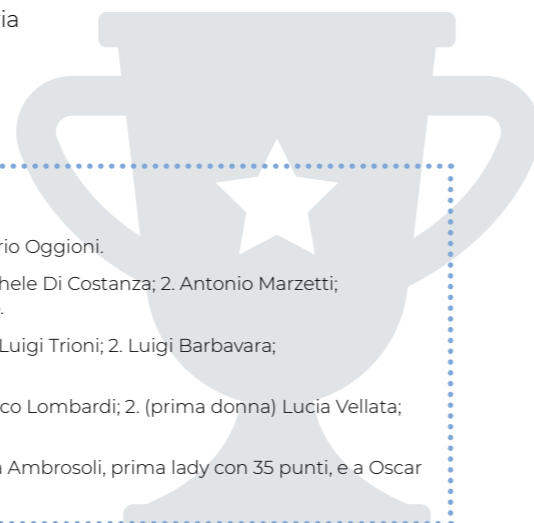 ia
rio Oggioni.
hele Di Costanza; 2. Antonio Marzetti;
.
Luigi Trioni; 2. Luigi Barbavara;
co Lombardi; 2. (prima donna) Lucia Vellata;
a Ambrosoli, prima lady con 35 punti, e a Oscar